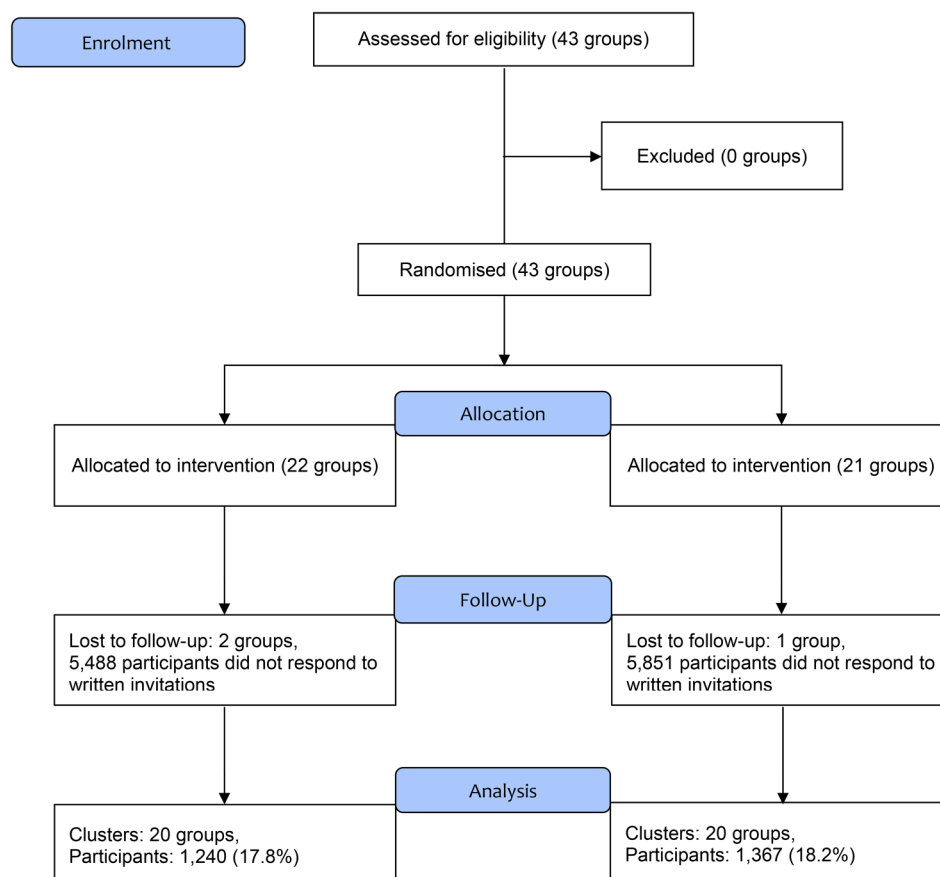 Enrolment
Assessed for eligibility (43 groups)
Excluded (0 groups)
Randomised (43 groups)
Allocation
Allocated to intervention (22 groups)
Allocated to intervention (21 groups)
Follow-Up
Lost to follow-up: 2 groups,
5,488 participants did not respond to
written invitations
Lost to follow-up: 1 group,
5,851 participants did not respond to
written invitations
Analysis
Clusters: 20 groups,
Participants: 1,240 (17.8%)
Clusters: 20 groups,
Participants: 1,367 (18.2%)